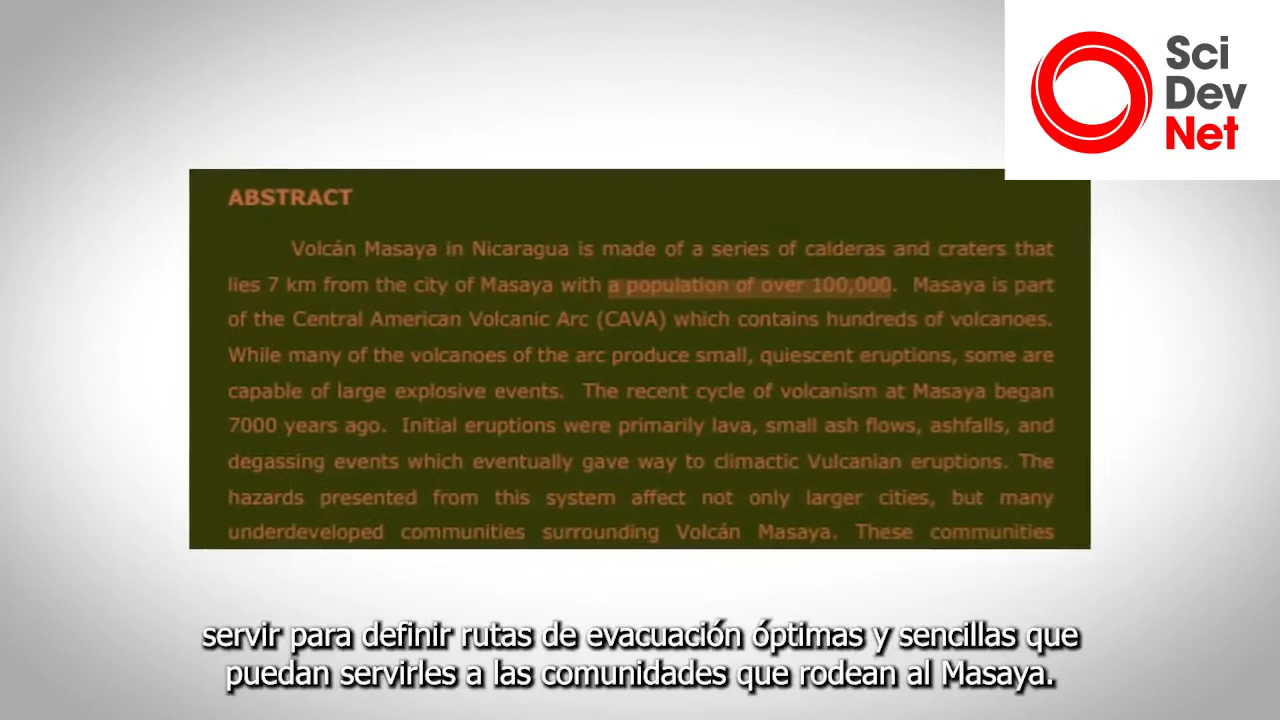 Sci
Dev
Net
ABSTRACT
Volcán Masaya in Nicaragua is made of a series of calderas and craters that
lies 7 km from the city of Masaya with a population of over 100,000. Masaya is part
of the Central American Volcanic Arc (CAVA) which contains hundreds of volcanoes.
While many of the volcanoes of the arc produce small, quiescent eruptions, some are
capable of large explosive events. The recent cycle of volcanism at Masaya began
7000 years ago. Initial eruptions were primarily lava, small ash flows, ashfalls, and
degassing events which eventually gave way to climactic Vulcanian eruptions. The
hazards presented from this system affect not only larger cities, but many
underdeveloped communities surrounding Volcán Masaya. These communities
servir para definir rutas de evacuación óptimas y sencillas que
puedan servirles a las comunidades que rodean al Masaya.